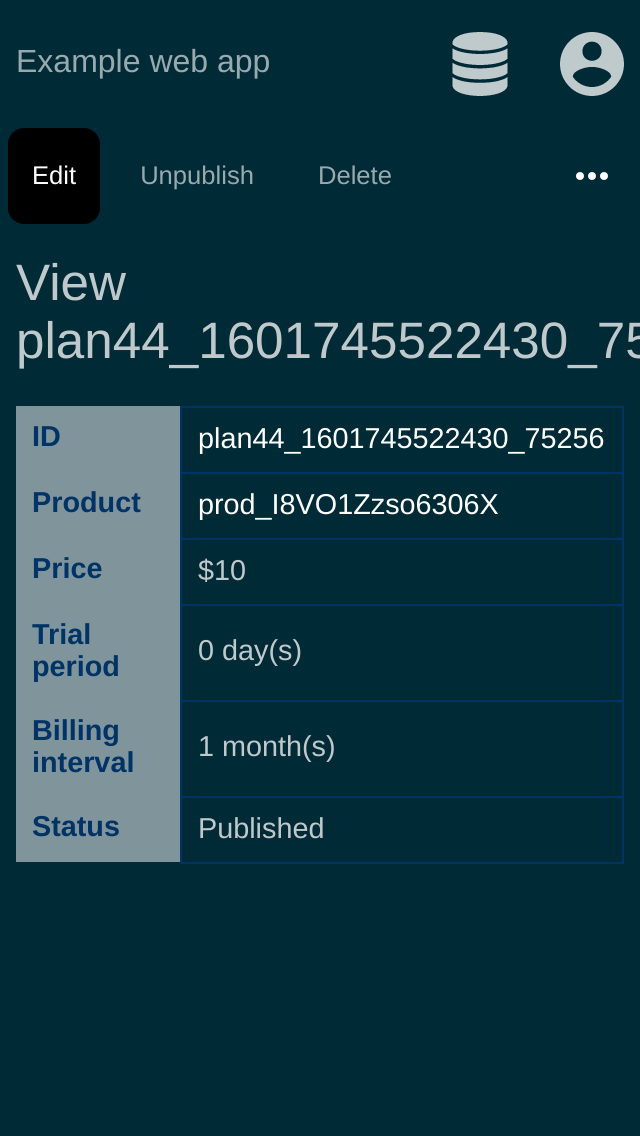 Example web app
Edit Unpublish Delete
View
plan44_1601745522430_75
ID plan44_1601745522430_75256
Product prod_I8VO1Zzso6306X
Price $10
Trial
period 0 day(s)
Billing
interval 1 month(s)
Status Published